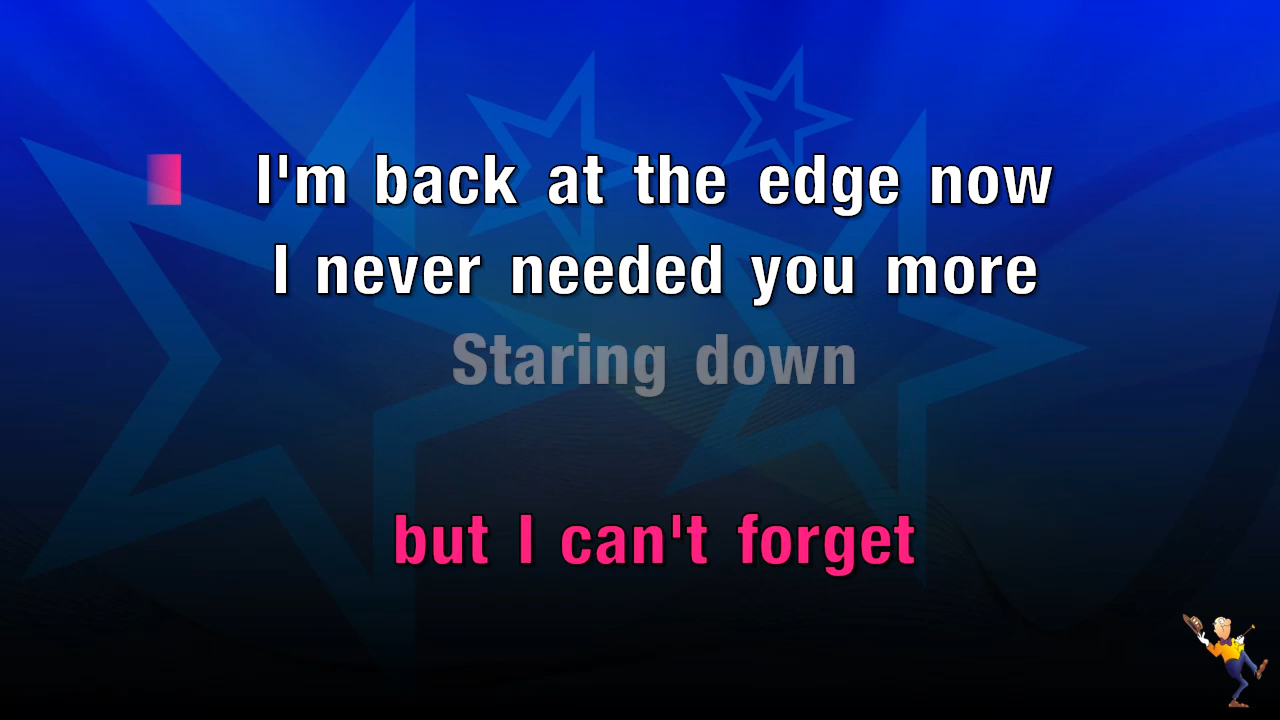 I'm back at the edge now
I never needed you more
Staring down
but I can't forget